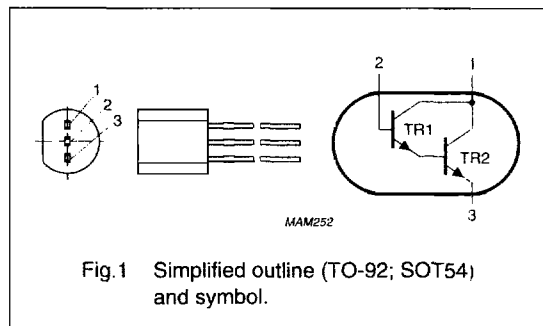 1
2
3
2
1
TR1
TR2
3
MAM252
Fig.1 Simplified outline (TO-92; SOT54)
and symbol.